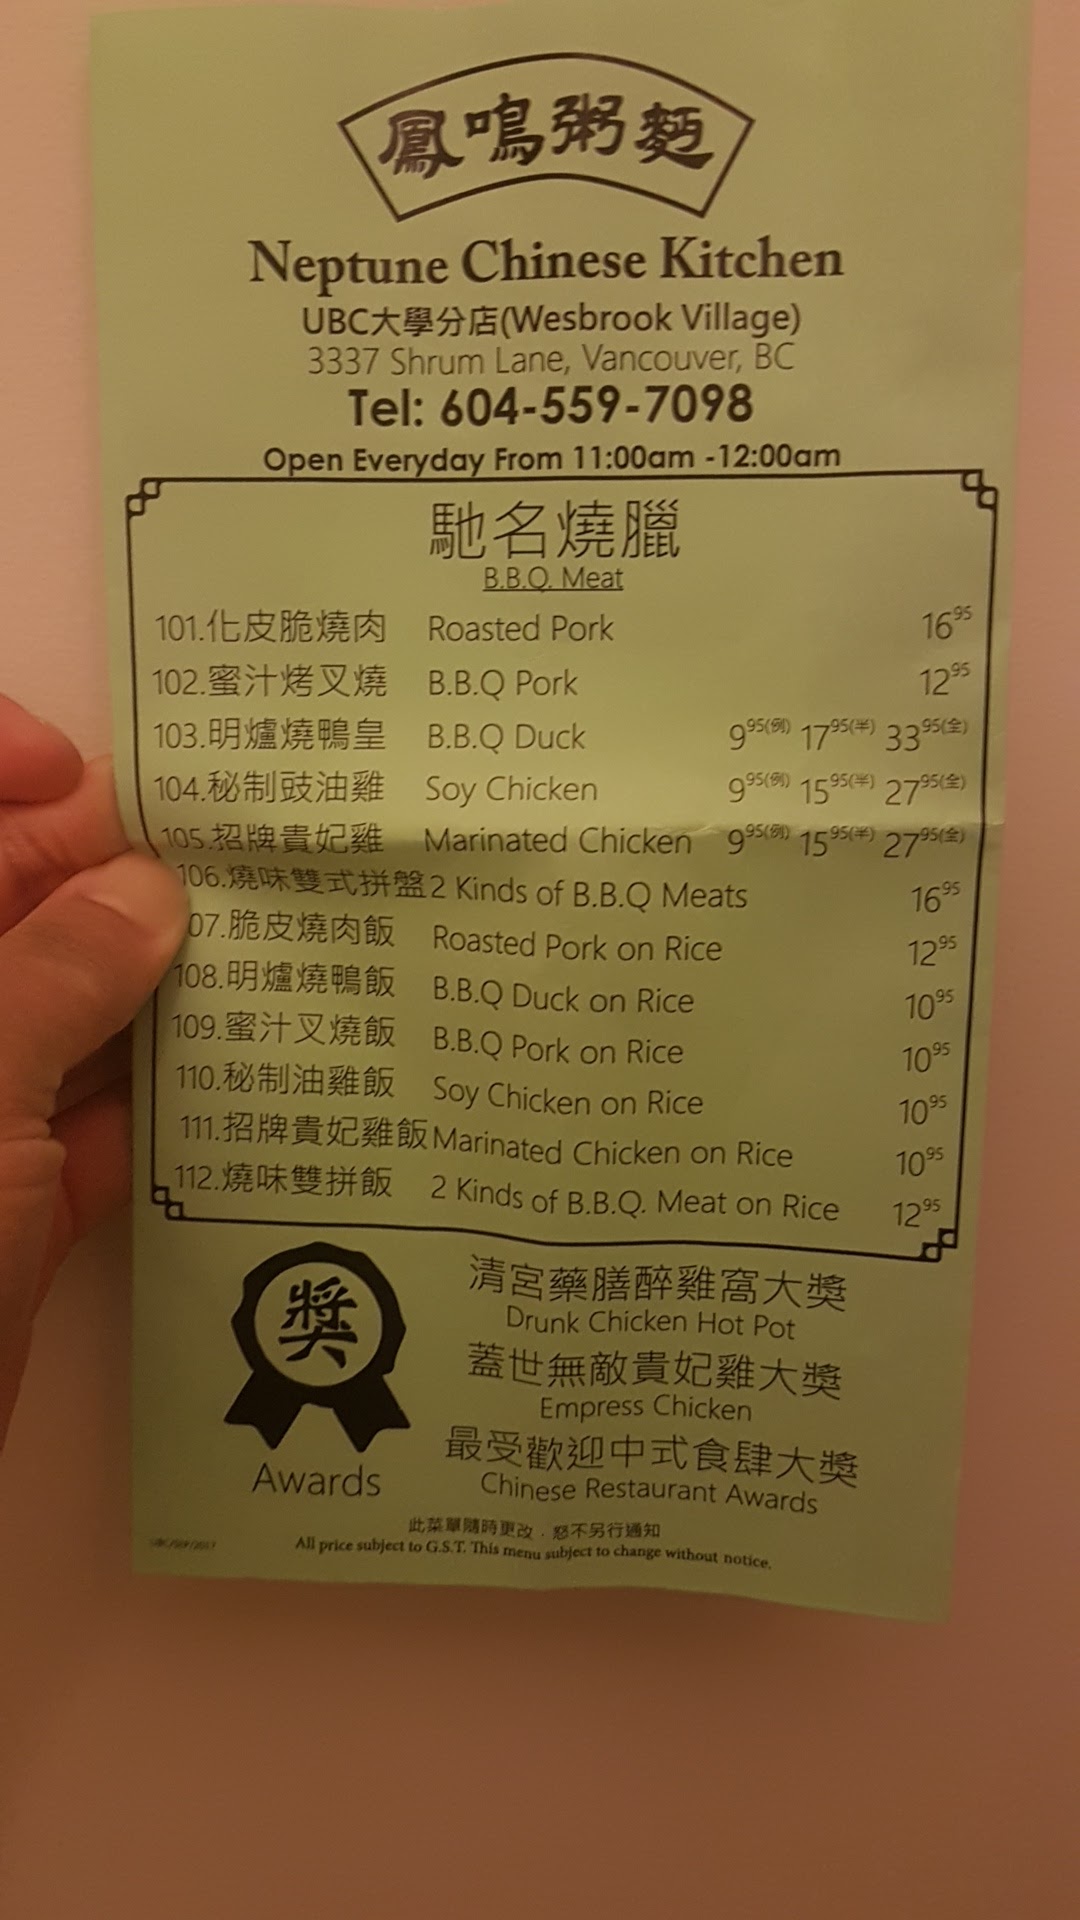 鳳鳴粥麵
Neptune Chinese Kitchen
UBC大學分店(Wesbrook Village)
3337 Shrum Lane, Vancouver, BC
Tel: 604-559-7098
Open Everyday From 11:00am -12:00am
馳名燒臘
B.B.Q. Meat
101.化皮脆燒肉 Roasted Pork 16 95
102.蜜汁烤叉燒 B.B.Q Pork 12 95
103.明爐燒鴨皇 B.B.Q Duck 9 95(例) 17 95(半) 33 95(全)
104.秘制豉油雞 Soy Chicken 9 95(例) 15 95(半) 27 95(全)
105.招牌貴妃雞 Marinated Chicken 9 95(例) 15 95(半) 27 95(全)
106.燒味雙式拼盤 2 Kinds of B.B.Q Meats 16 95
07.脆皮燒肉飯 Roasted Pork on Rice 12 95
108.明爐燒鴨飯 B.B.Q Duck on Rice 10 95
109.蜜汁叉燒飯 B.B.Q Pork on Rice 10 95
110.秘制油雞飯 Soy Chicken on Rice 10 95
111.招牌貴妃雞飯 Marinated Chicken on Rice 10 95
112.燒味雙拼飯 2 Kinds of B.B.Q. Meat on Rice 12 95
獎
Awards
清宮藥膳醉雞窩大獎
Drunk Chicken Hot Pot
蓋世無敵貴妃雞大獎
Empress Chicken
最受歡迎中式食肆大獎
Chinese Restaurant Awards
此菜單隨時更改．恕不另行通知
All price subject to G.S.T. This menu subject to change without notice.